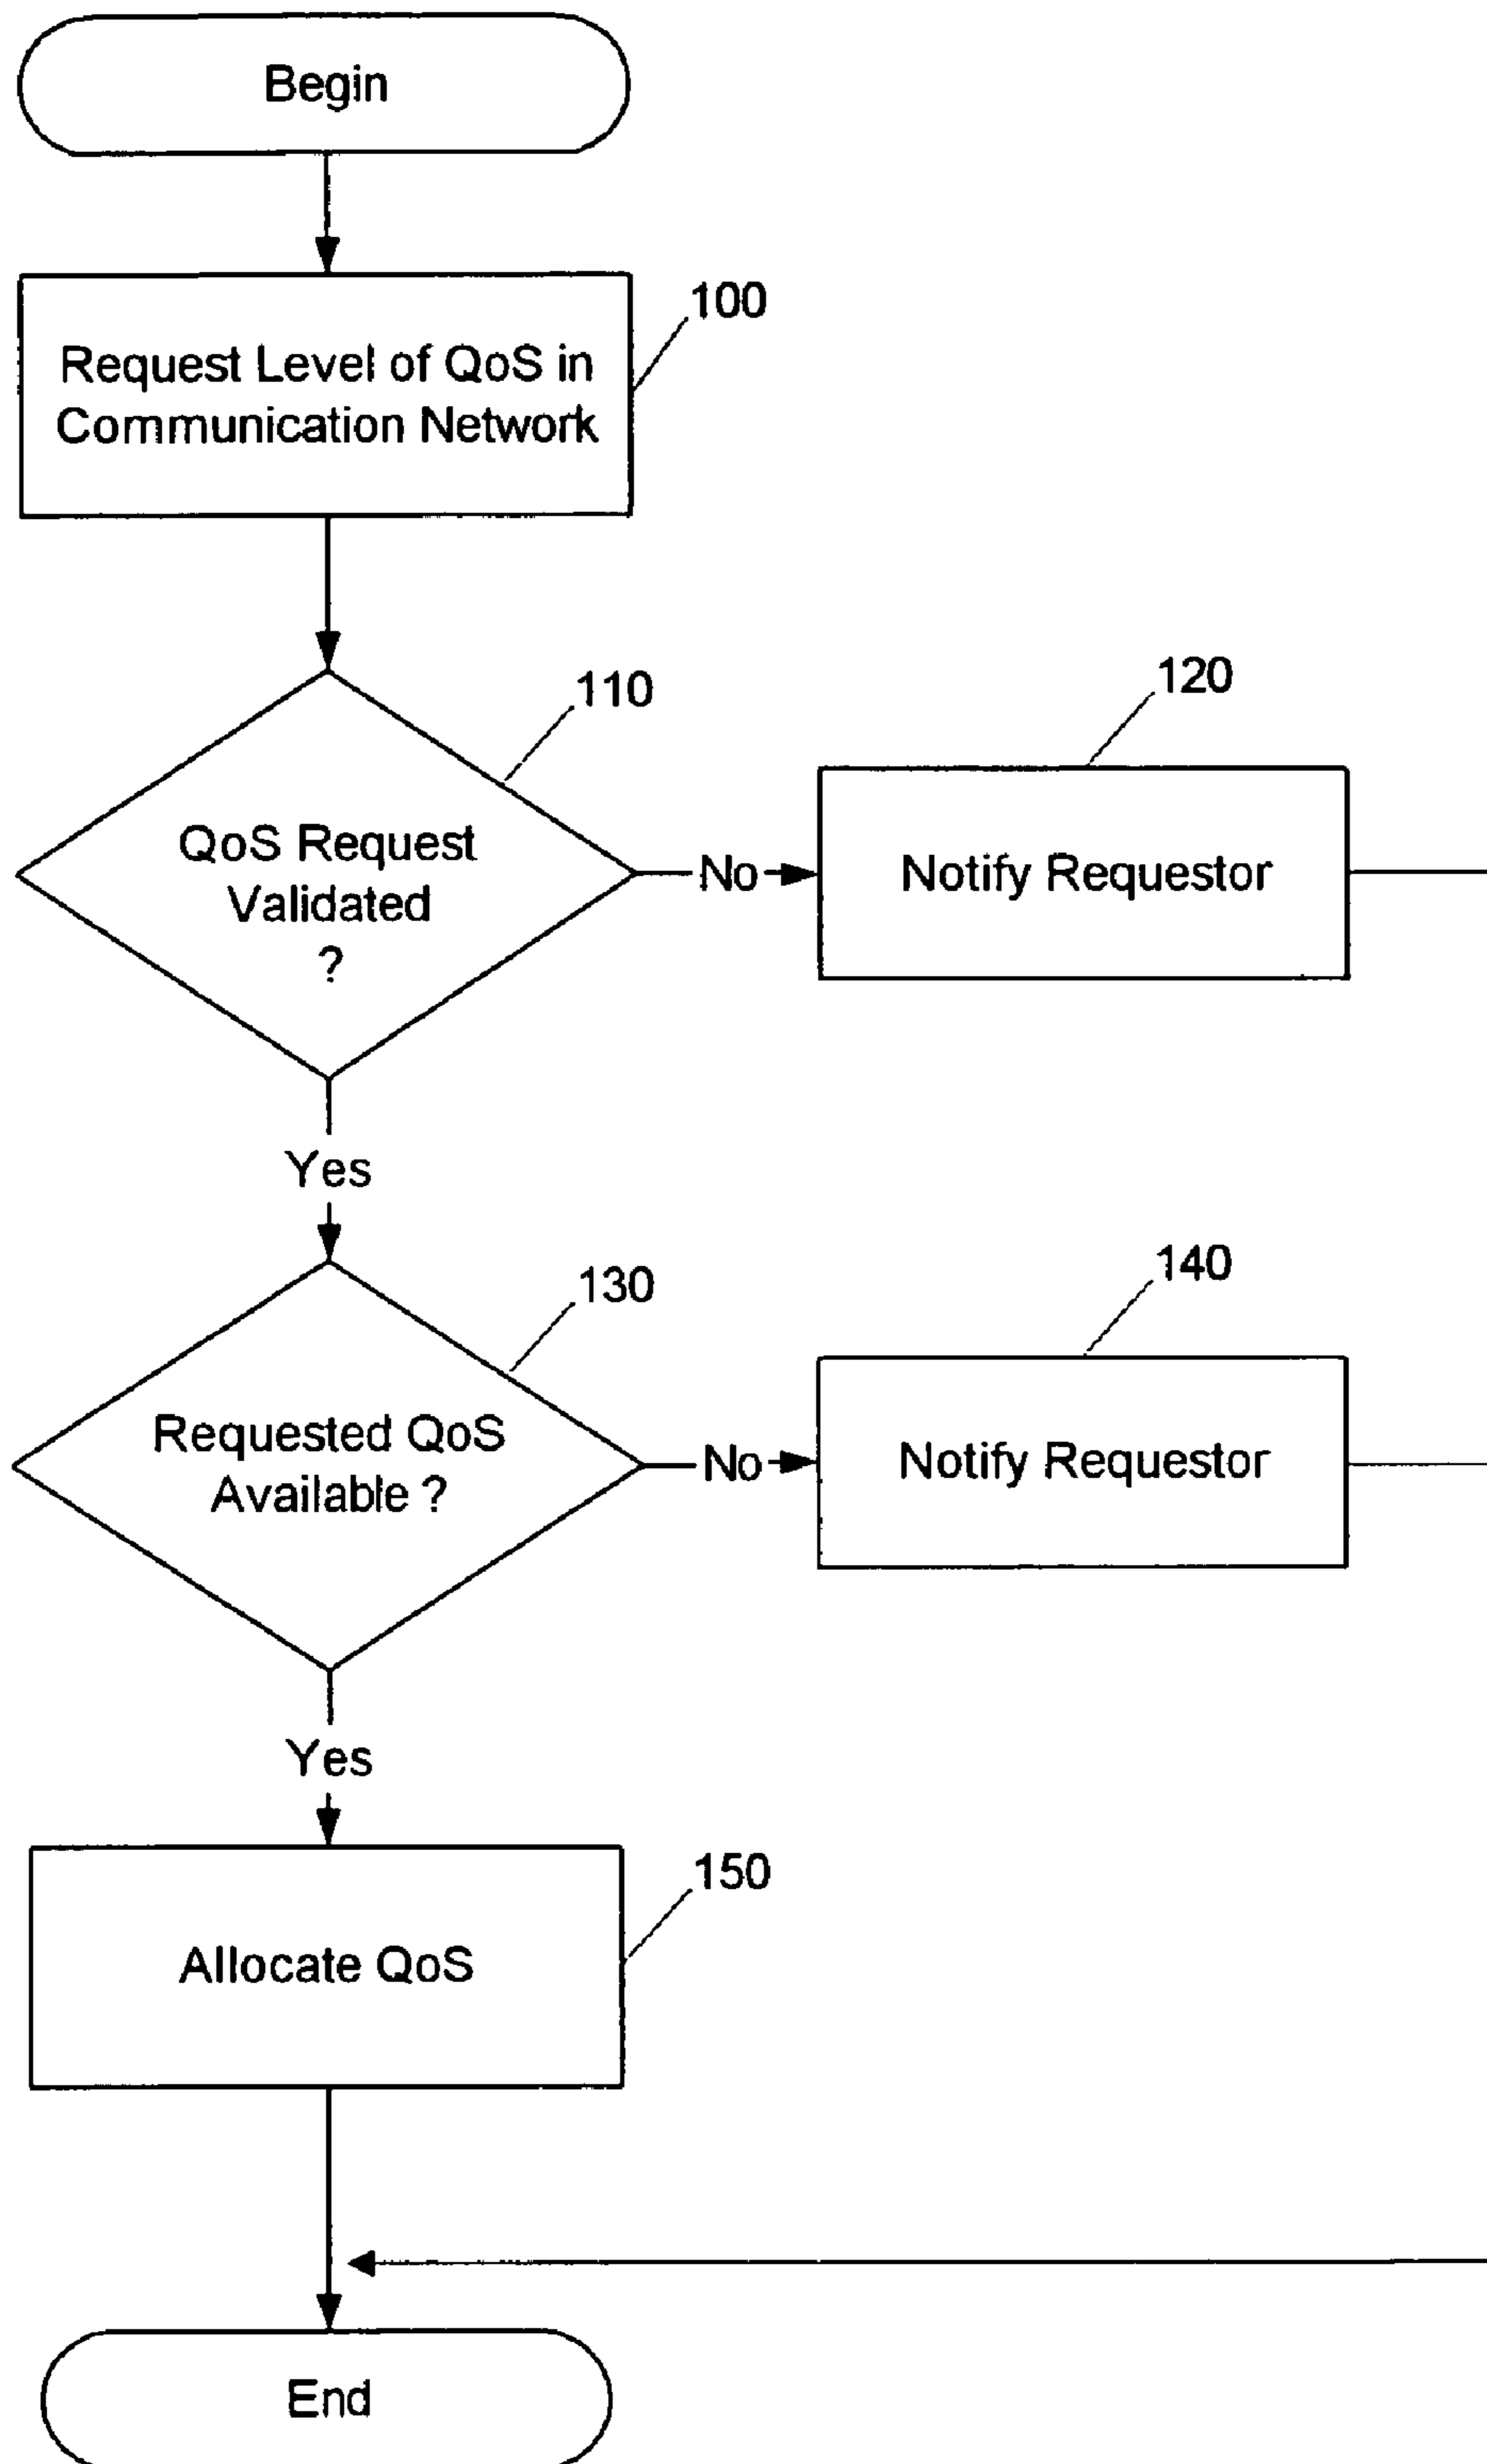 Begin
100
Request Level of QoS in
Communication Network
110
120
QoS Request
Validated
?
No
Notify Requestor
Yes
130
140
Requested QoS
Available ?
No
Notify Requestor
Yes
150
Allocate QoS
End